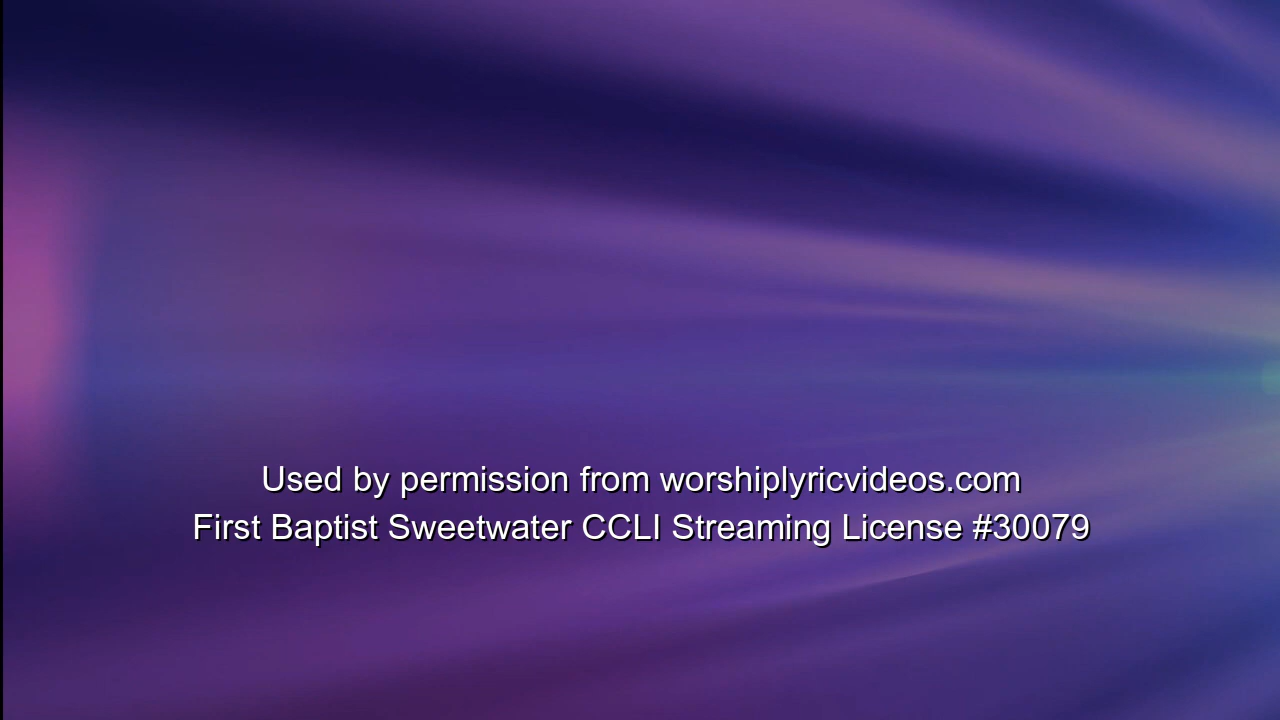 Used by permission from worshiplyricvideos.com
First Baptist Sweetwater CCLI Streaming License #30079